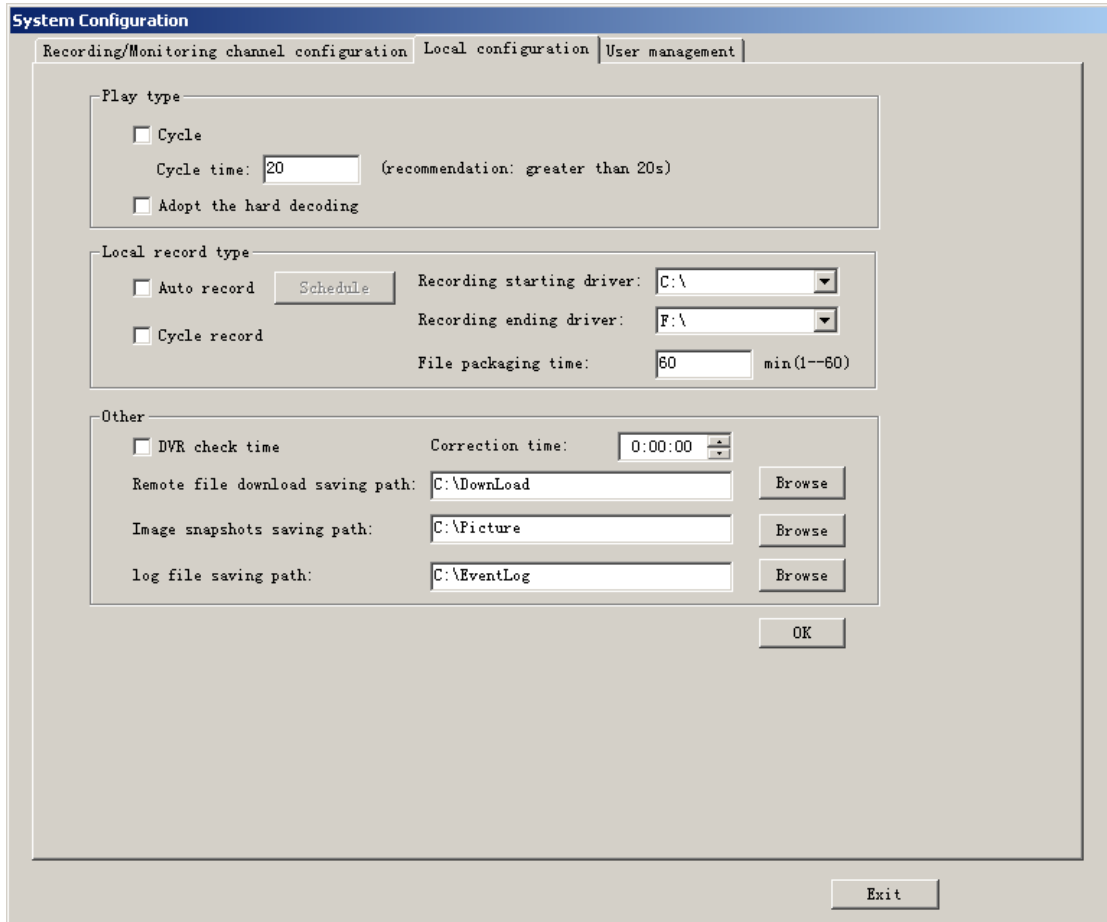 System Configuration
Recording/Monitoring channel configuration Local configuration User management
Play type
Cycle
Cycle time: 20 (recommendation: greater than 20s)
Adopt the hard decoding
Local record type
Auto record Schedule Recording starting driver: C:\
Recording ending driver: F:\
Cycle record
File packaging time: 60 min(1--60)
Other
DVR check time Correction time: 0:00:00
Remote file download saving path: C:\DownLoad Browse
Image snapshots saving path: C:\Picture Browse
log file saving path: C:\EventLog Browse
OK
Exit